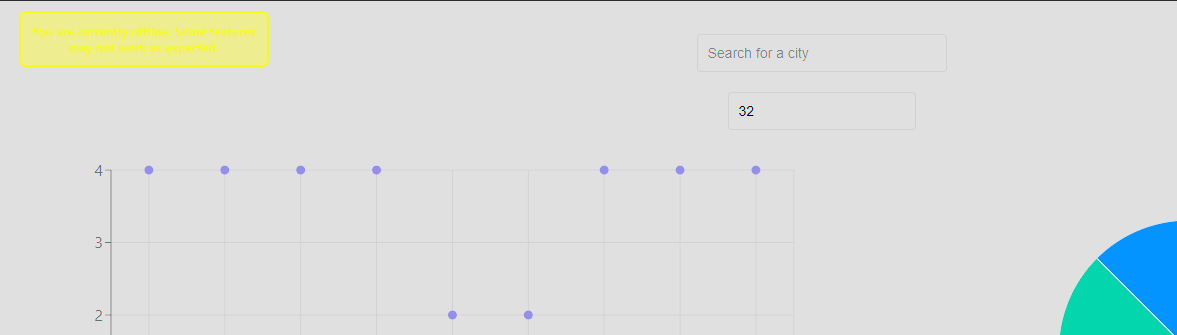 You are currently offline. Some features
may not work as expected.
Search for a city
32
4
3
2